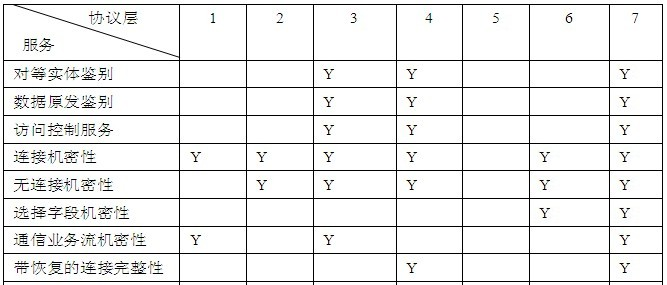 协议层 1 2 3 4 5 6 7
服务
对等实体鉴别 Y Y Y
数据原发鉴别 Y Y Y
访问控制服务 Y Y Y
连接机密性 Y Y Y Y Y Y
无连接机密性 Y Y Y Y Y
选择字段机密性 Y Y
通信业务流机密性 Y Y Y
带恢复的连接完整性 Y Y